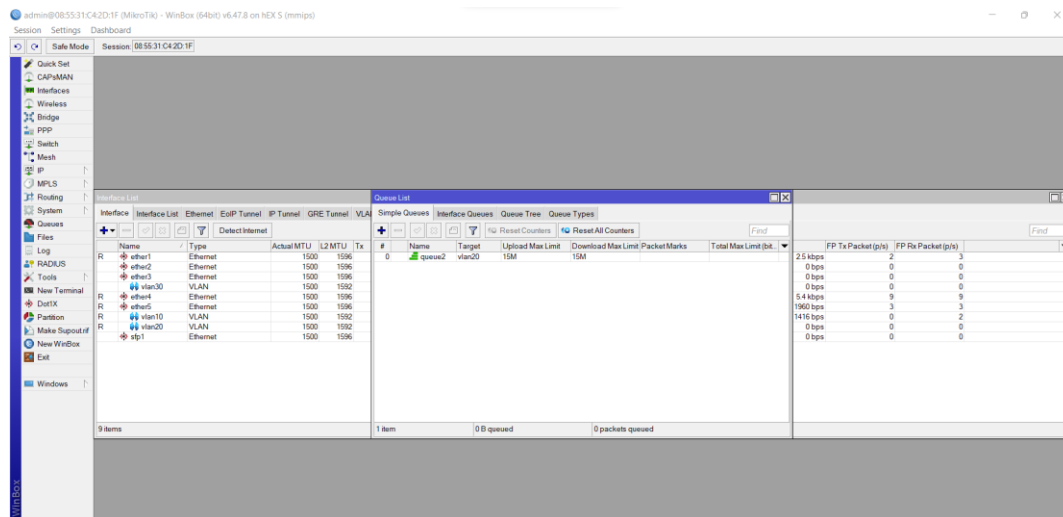 admin@08:55:31:C4:2D:1F (MikroTik) - WinBox (64bit) v6.47.8 on hEX S (mmips)
Session Settings Dashboard
Safe Mode Session: 08:55:31:C4:2D:1F
Quick Set
CAPsMAN
Interfaces
Wireless
Bridge
PPP
Switch
Mesh
IP
MPLS
Routing
System
Queues
Files
Log
RADIUS
Tools
New Terminal
Dot1X
Partition
Make Supout.rif
New WinBox
Exit
Windows
WinBox
Interface List
Interface Interface List Ethernet EoIP Tunnel IP Tunnel GRE Tunnel VLA
Detect Internet
Name / Type Actual MTU L2 MTU Tx
R ether1 Ethernet 1500 1596
ether2 Ethernet 1500 1596
ether3 Ethernet 1500 1596
vlan30 VLAN 1500 1592
R ether4 Ethernet 1500 1596
R ether5 Ethernet 1500 1596
R vlan10 VLAN 1500 1592
R vlan20 VLAN 1500 1592
sfp1 Ethernet 1500 1596
9 items
Queue List
Simple Queues Interface Queues Queue Tree Queue Types
Reset Counters Reset All Counters Find
# Name Target Upload Max Limit Download Max Limit Packet Marks Total Max Limit (bit...
0 queue2 vlan20 15M 15M
1 item 0 B queued 0 packets queued
Find
FP Tx Packet (p/s) FP Rx Packet (p/s)
2.5 kbps 2 3
0 bps 0 0
0 bps 0 0
0 bps 0 0
5.4 kbps 9 9
1960 bps 3 3
1416 bps 0 2
0 bps 0 0
0 bps 0 0